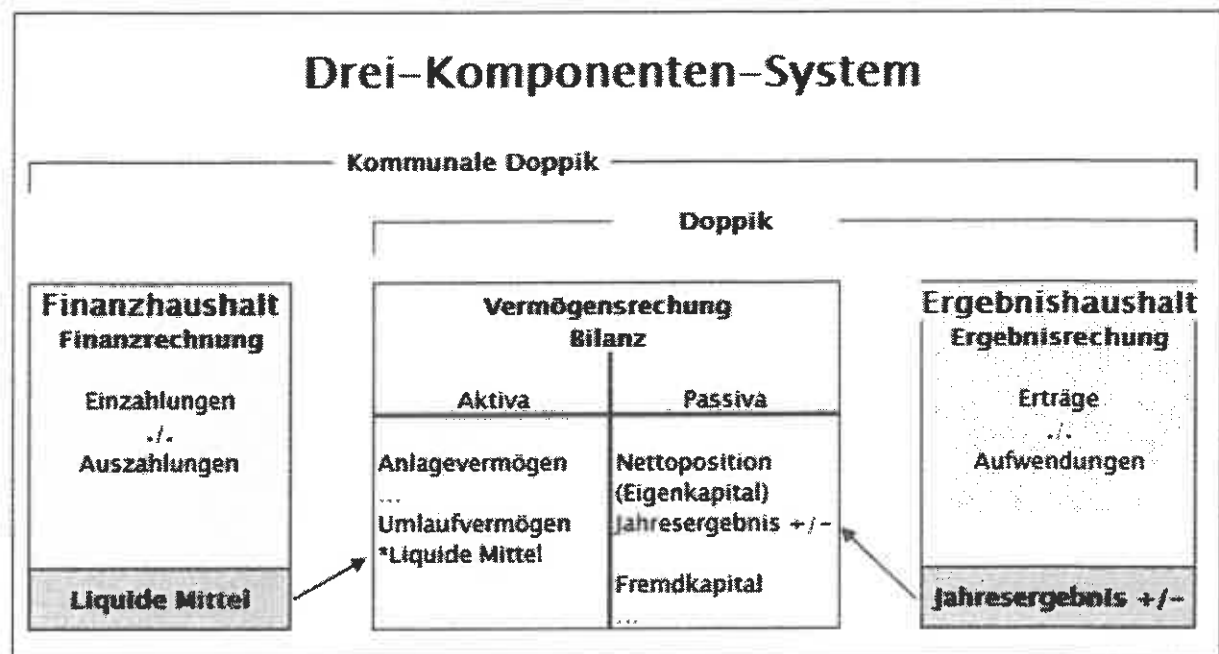 Drei-Komponenten-System
Kommunale Doppik
Doppik
Finanzhaushalt
Finanzrechnung
Einzahlungen
./.
Auszahlungen
Liquide Mittel
Vermögensrechung
Bilanz
Aktiva
Passiva
Anlagevermögen
...
Umlaufvermögen
*Liquide Mittel
Nettoposition
(Eigenkapital)
Jahresergebnis +/-
Fremdkapital
...
Ergebnishaushalt
Ergebnisrechung
Erträge
./.
Aufwendungen
Jahresergebnis +/-